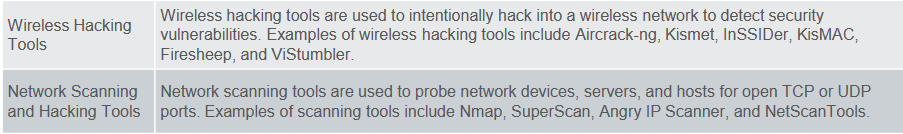 Wireless Hacking
Tools
Wireless hacking tools are used to intentionally hack into a wireless network to detect security
vulnerabilities. Examples of wireless hacking tools include Aircrack-ng, Kismet, InSSIDer, KisMAC,
Firesheep, and ViStumbler.
Network Scanning
and Hacking Tools
Network scanning tools are used to probe network devices, servers, and hosts for open TCP or UDP
ports. Examples of scanning tools include Nmap, SuperScan, Angry IP Scanner, and NetScanTools.